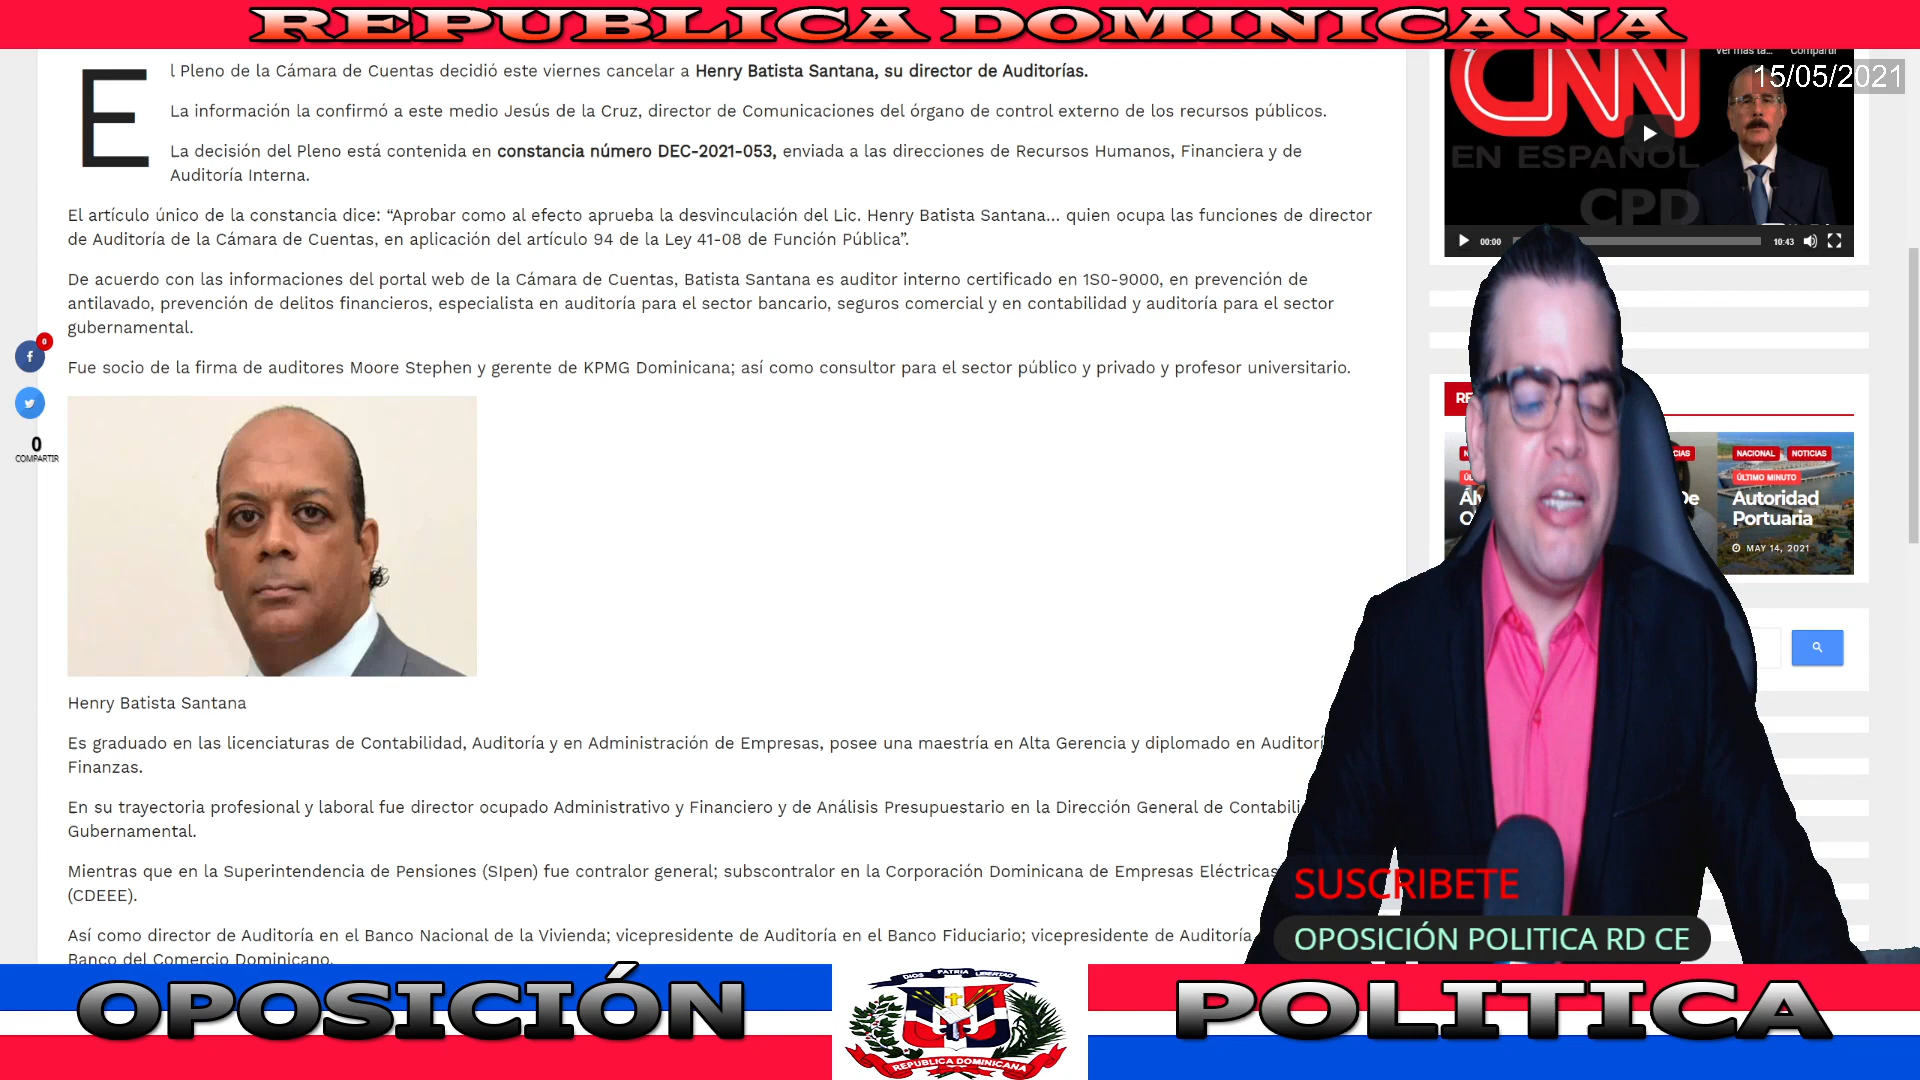 REPUBLICA DOMINICANA
15/05/2021
El Pleno de la Cámara de Cuentas decidió este viernes cancelar a Henry Batista Santana, su director de Auditorías.
La información la confirmó a este medio Jesús de la Cruz, director de Comunicaciones del órgano de control externo de los recursos públicos.
La decisión del Pleno está contenida en constancia número DEC-2021-053, enviada a las direcciones de Recursos Humanos, Financiera y de
Auditoría Interna.
El artículo único de la constancia dice: “Aprobar como al efecto aprueba la desvinculación del Lic. Henry Batista Santana… quien ocupa las funciones de director
de Auditoría de la Cámara de Cuentas, en aplicación del artículo 94 de la Ley 41-08 de Función Pública”.
De acuerdo con las informaciones del portal web de la Cámara de Cuentas, Batista Santana es auditor interno certificado en 1S0-9000, en prevención de
antilavado, prevención de delitos financieros, especialista en auditoría para el sector bancario, seguros comercial y en contabilidad y auditoría para el sector
gubernamental.
Fue socio de la firma de auditores Moore Stephen y gerente de KPMG Dominicana; así como consultor para el sector público y privado y profesor universitario.
0
0
COMPARTIR
Henry Batista Santana
Es graduado en las licenciaturas de Contabilidad, Auditoría y en Administración de Empresas, posee una maestría en Alta Gerencia y diplomado en
Finanzas.
En su trayectoria profesional y laboral fue director ocupado Administrativo y Financiero y de Análisis Presupuestario en la Dirección General de
Gubernamental.
Mientras que en la Superintendencia de Pensiones (SIpen) fue contralor general; subscontralor en la Corporación Dominicana de Empresas Eléctricas
(CDEEE).
Así como director de Auditoría en el Banco Nacional de la Vivienda; vicepresidente de Auditoría en el Banco Fiduciario; vicepresidente de Auditoría
Banco del Comercio Dominicano.
Ver más ta...
Compartir
CNN
EN ESPAÑOL
CPD
00:00
10:43
NACIONAL
NOTICIAS
ÚLTIMO MINUTO
Autoridad
Portuaria
MAY 14, 2021
SUSCRIBETE
OPOSICIÓN POLITICA RD CE
OPOSICIÓN
DIOS PATRIA LIBERTAD
REPUBLICA DOMINICANA
POLITICA